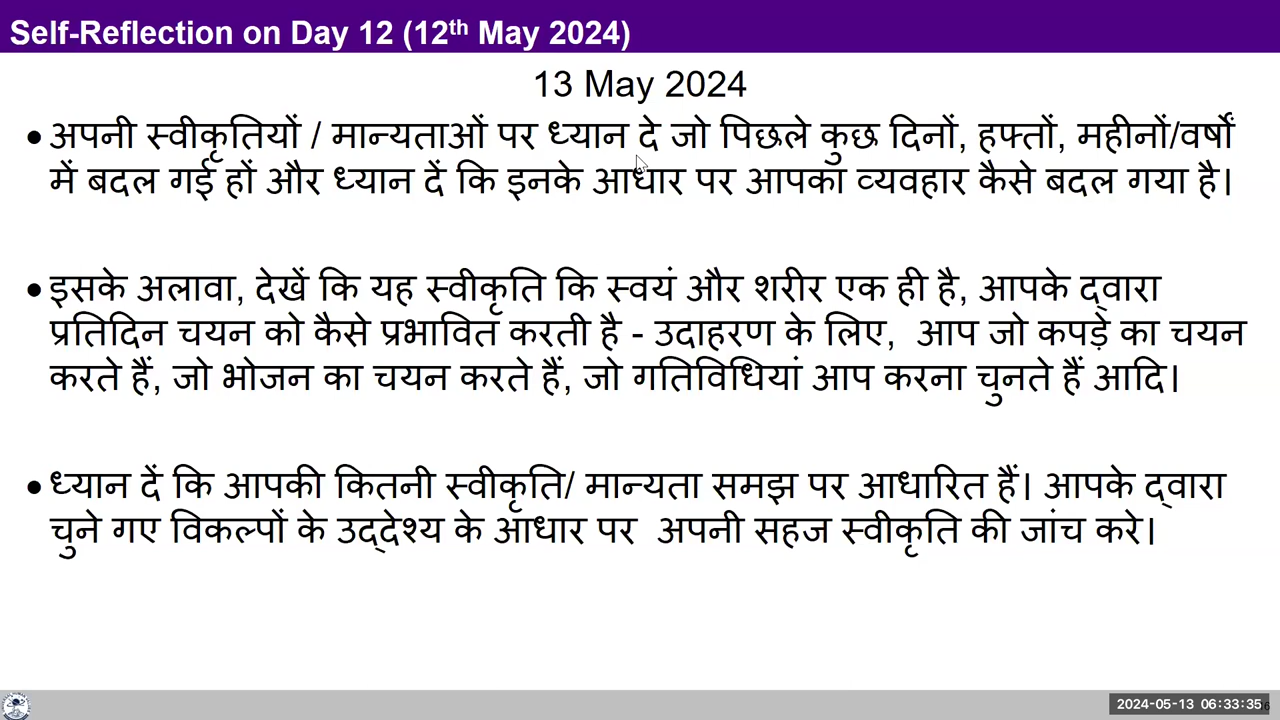 Self-Reflection on Day 12 (12th May 2024)
13 May 2024
• अपनी स्वीकृतियों / मान्यताओं पर ध्यान दे जो पिछले कुछ दिनों, हफ्तों, महीनों/वर्षों
में बदल गई हों और ध्यान दें कि इनके आधार पर आपका व्यवहार कैसे बदल गया है।
• इसके अलावा, देखें कि यह स्वीकृति कि स्वयं और शरीर एक ही है, आपके द्वारा
प्रतिदिन चयन को कैसे प्रभावित करती है - उदाहरण के लिए, आप जो कपड़े का चयन
करते हैं, जो भोजन का चयन करते हैं, जो गतिविधियां आप करना चुनते हैं आदि।
• ध्यान दें कि आपकी कितनी स्वीकृति/ मान्यता समझ पर आधारित हैं। आपके द्वारा
चुने गए विकल्पों के उद्देश्य के आधार पर अपनी सहज स्वीकृति की जांच करे।
2024-05-13 06:33:35